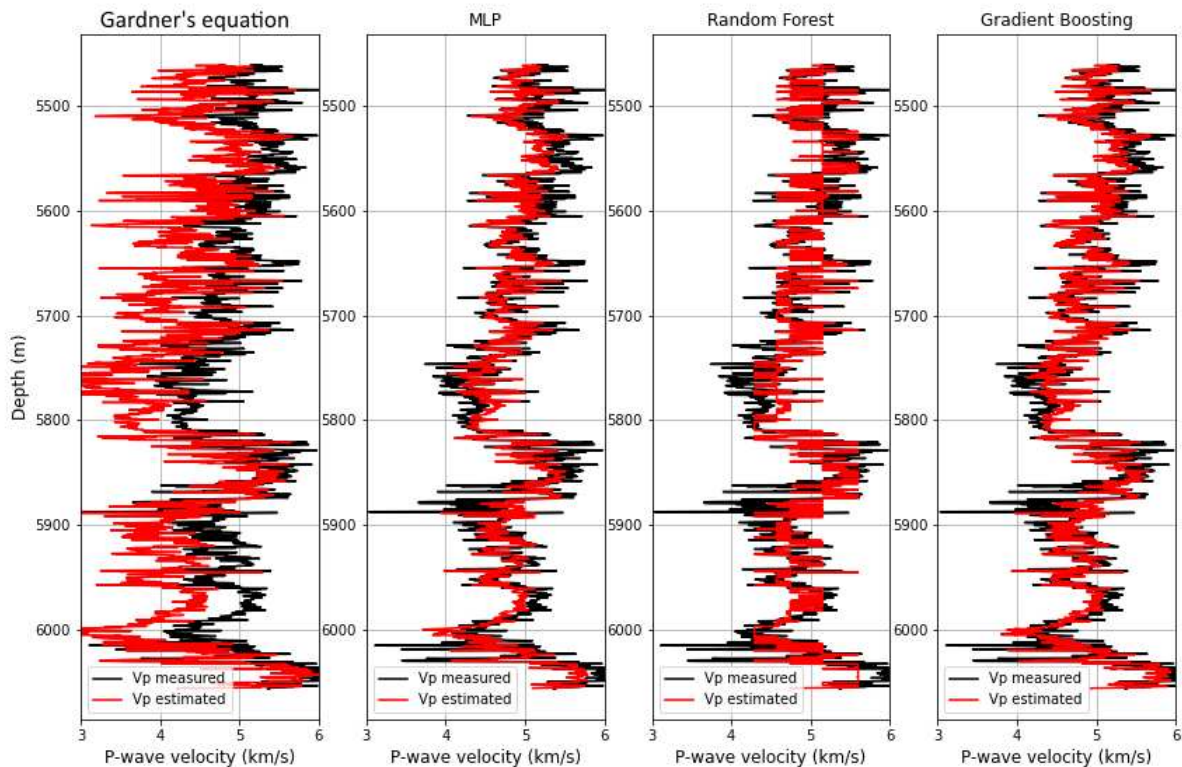 Gardner's equation
MLP
Random Forest
Gradient Boosting
Depth (m)
5500
5600
5700
5800
5900
6000
Vp measured
Vp estimated
3 4 5 6
P-wave velocity (km/s)
5500
5600
5700
5800
5900
6000
Vp measured
Vp estimated
3 4 5 6
P-wave velocity (km/s)
5500
5600
5700
5800
5900
6000
Vp measured
Vp estimated
3 4 5 6
P-wave velocity (km/s)
5500
5600
5700
5800
5900
6000
Vp measured
Vp estimated
3 4 5 6
P-wave velocity (km/s)